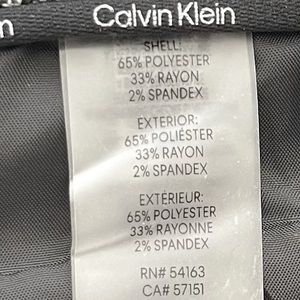 m Calvin Klein
SHELL:
65% POLYESTER
33% RAYON
2% SPANDEX
EXTERIOR:
65% POLIÉSTER
33% RAYON
2% SPANDEX
EXTÉRIEUR:
65% POLYESTER
33% RAYONNE
2% SPANDEX
RN# 54163
CA# 57151